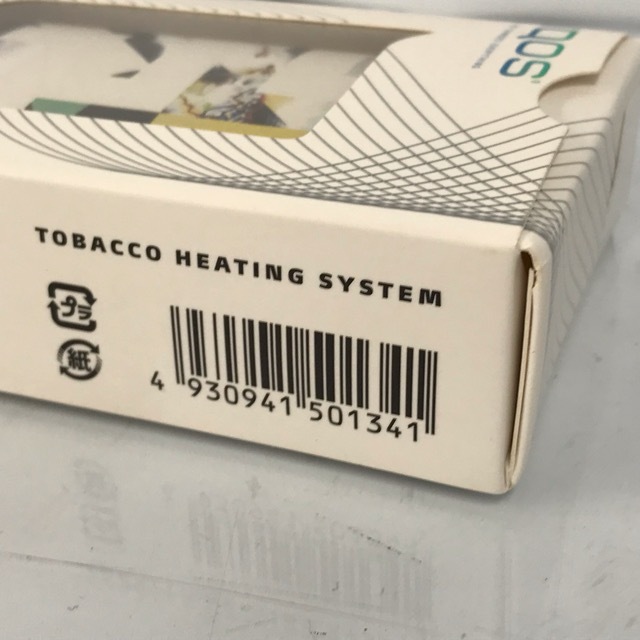 iqos
TOBACCO HEATING SYSTEM
プラ
紙
4 930941 501341